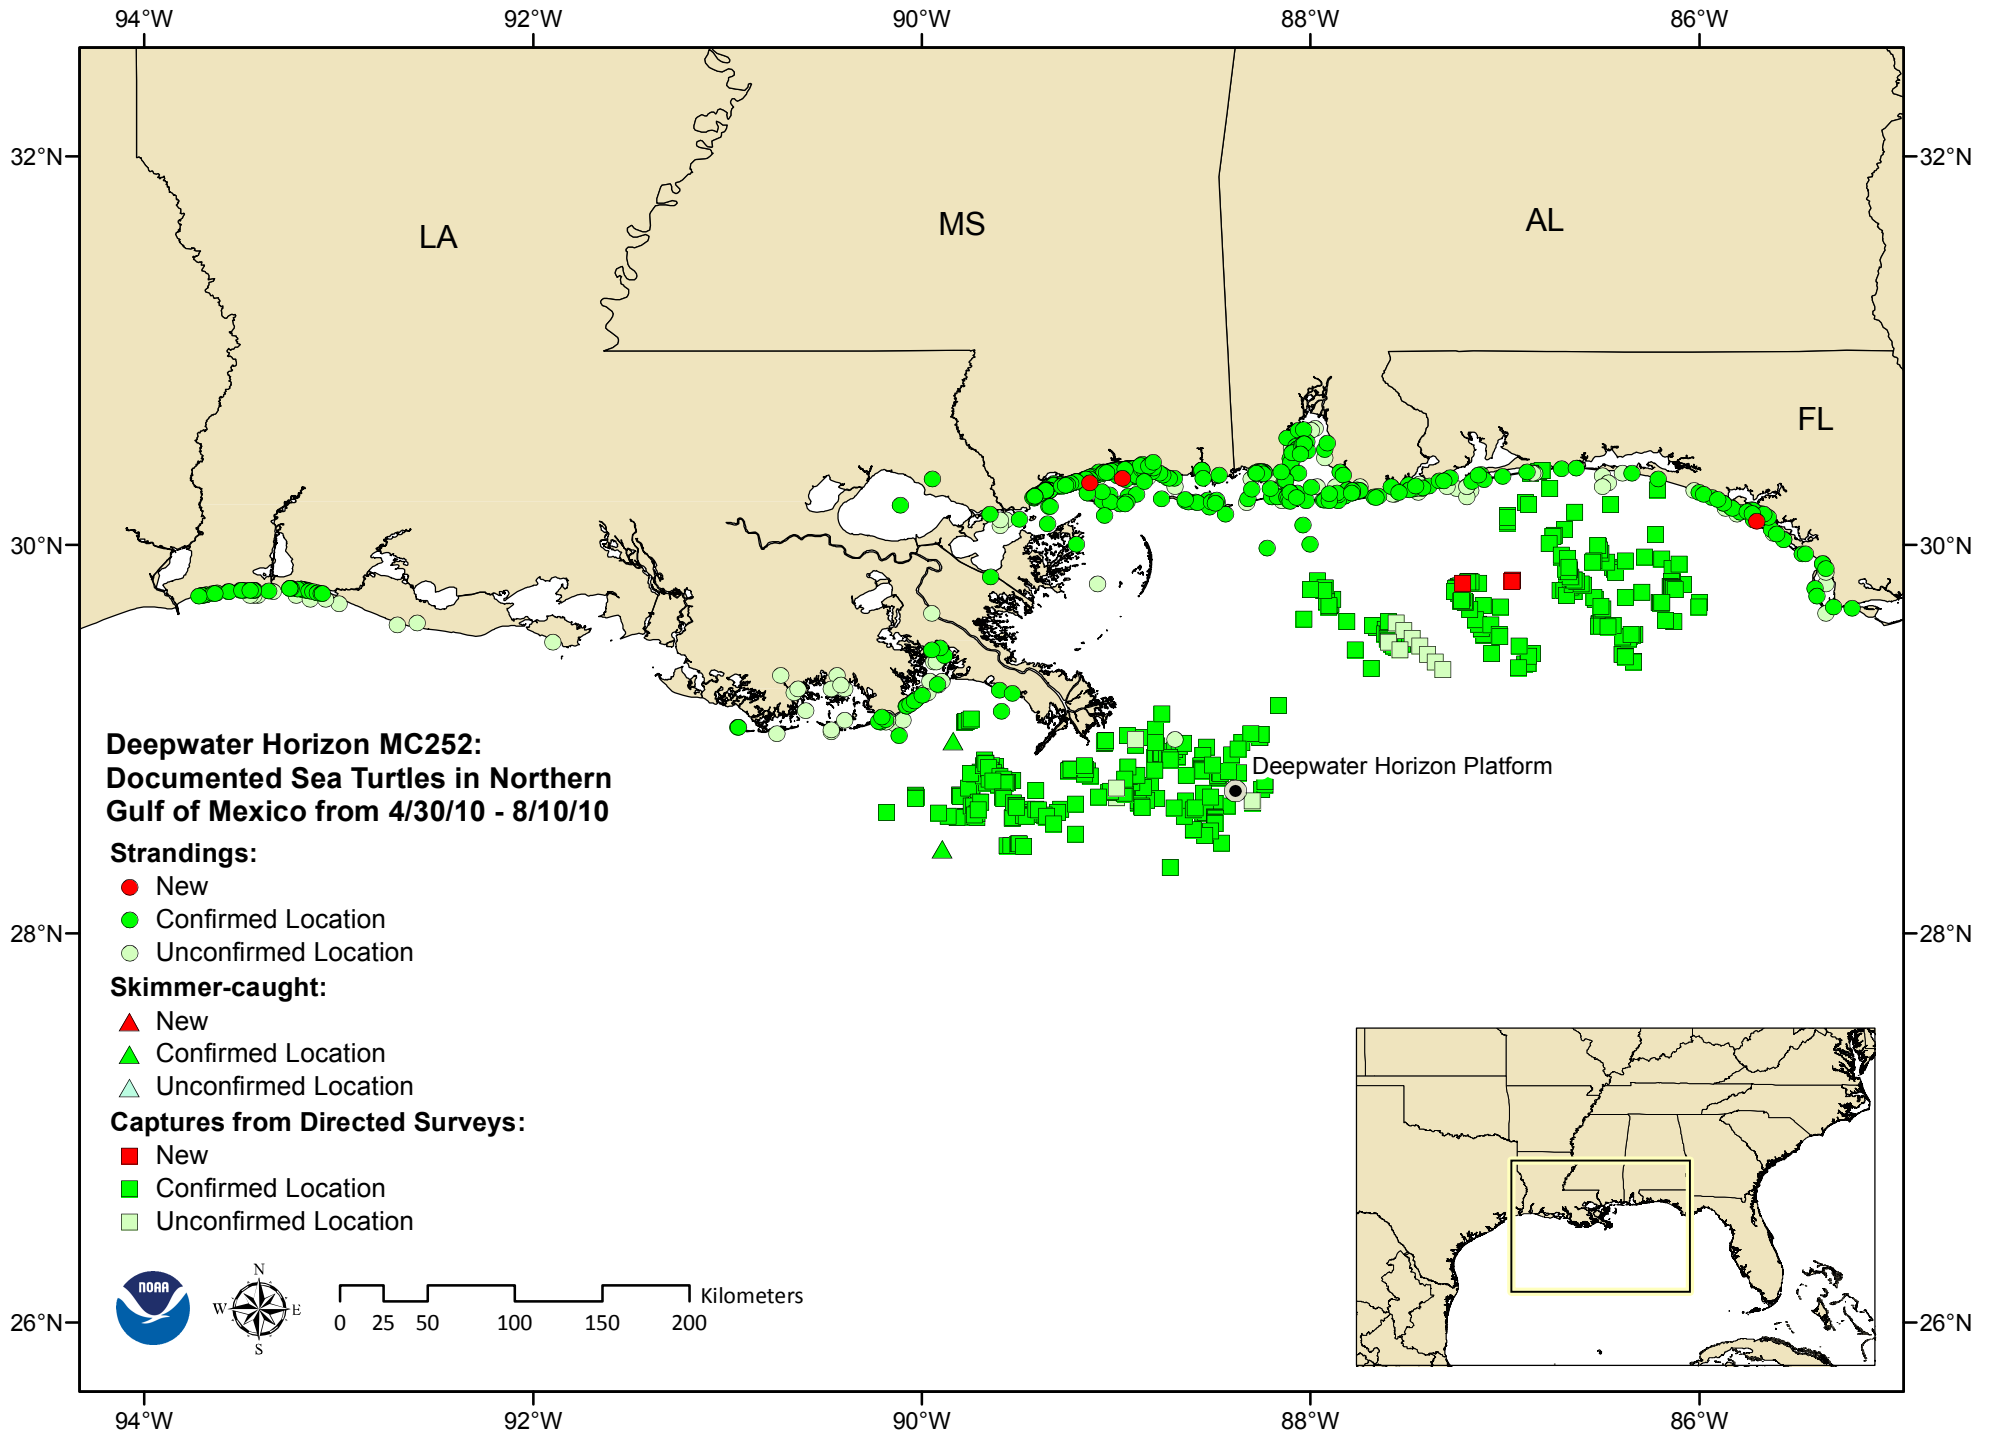 94°W 92°W 90°W 88°W 86°W
32°N 32°N
LA MS AL
FL
30°N 30°N
Deepwater Horizon Platform
Deepwater Horizon MC252:
Documented Sea Turtles in Northern
Gulf of Mexico from 4/30/10 - 8/10/10
Strandings:
New
Confirmed Location
28°N 28°N
Unconfirmed Location
Skimmer-caught:
New
Confirmed Location
Unconfirmed Location
Captures from Directed Surveys:
New
Confirmed Location
Unconfirmed Location
NOAA
N
W E
S
Kilometers
0 25 50 100 150 200
26°N 26°N
94°W 92°W 90°W 88°W 86°W